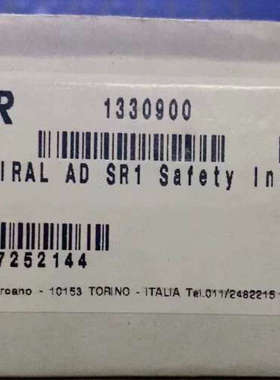 R
1330900
IRAL AD SR1 Safety In
7252144
rcano - 10153 TORINO - ITALIA Tel.011/2482215